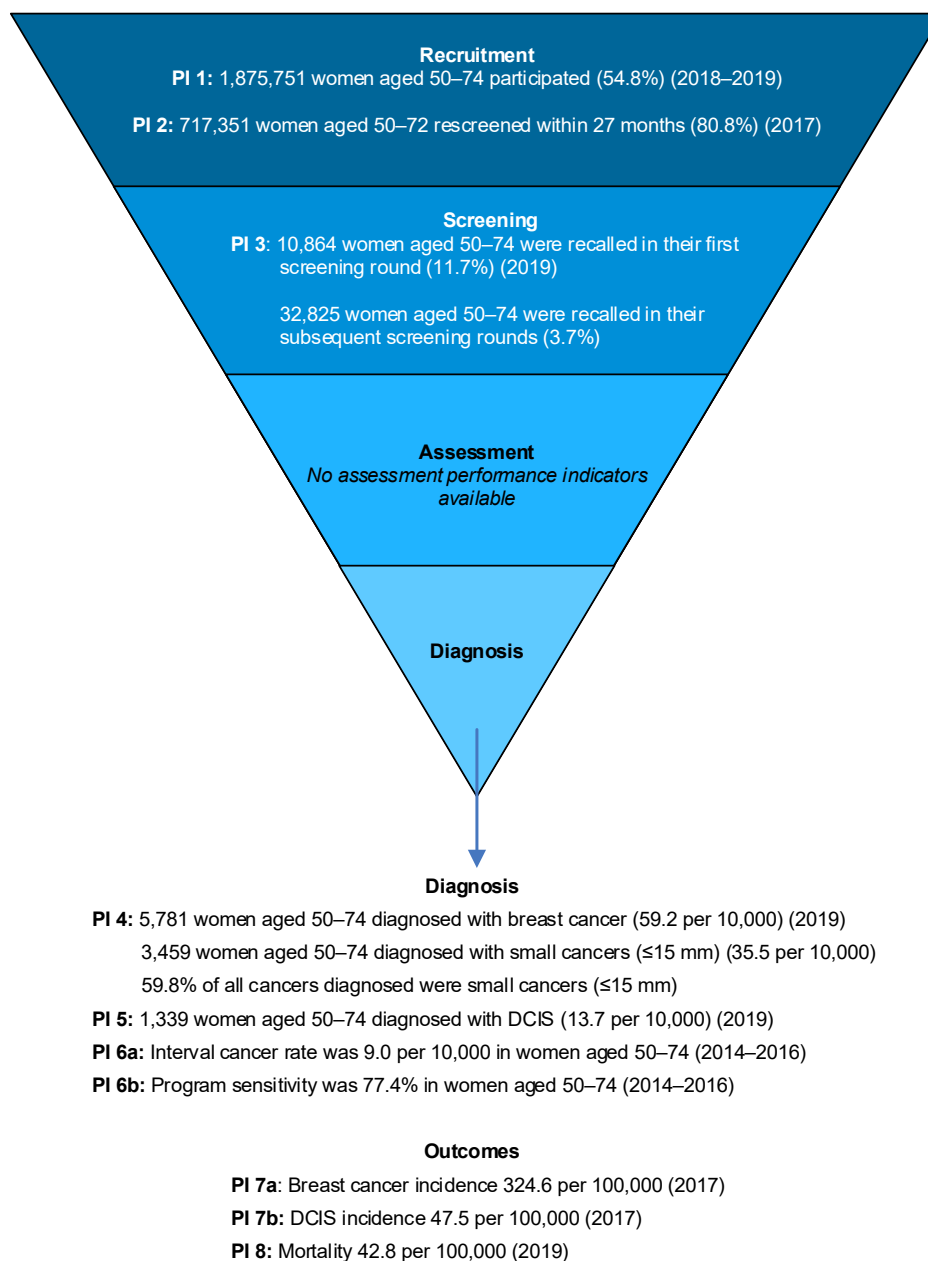 Recruitment
PI 1: 1,875,751 women aged 50–74 participated (54.8%) (2018–2019)
PI 2: 717,351 women aged 50–72 rescreened within 27 months (80.8%) (2017)
Screening
PI 3: 10,864 women aged 50–74 were recalled in their first
screening round (11.7%) (2019)
32,825 women aged 50–74 were recalled in their
subsequent screening rounds (3.7%)
Assessment
No assessment performance indicators
available
Diagnosis
Diagnosis
PI 4: 5,781 women aged 50–74 diagnosed with breast cancer (59.2 per 10,000) (2019)
3,459 women aged 50–74 diagnosed with small cancers (≤15 mm) (35.5 per 10,000)
59.8% of all cancers diagnosed were small cancers (≤15 mm)
PI 5: 1,339 women aged 50–74 diagnosed with DCIS (13.7 per 10,000) (2019)
PI 6a: Interval cancer rate was 9.0 per 10,000 in women aged 50–74 (2014–2016)
PI 6b: Program sensitivity was 77.4% in women aged 50–74 (2014–2016)
Outcomes
PI 7a: Breast cancer incidence 324.6 per 100,000 (2017)
PI 7b: DCIS incidence 47.5 per 100,000 (2017)
PI 8: Mortality 42.8 per 100,000 (2019)